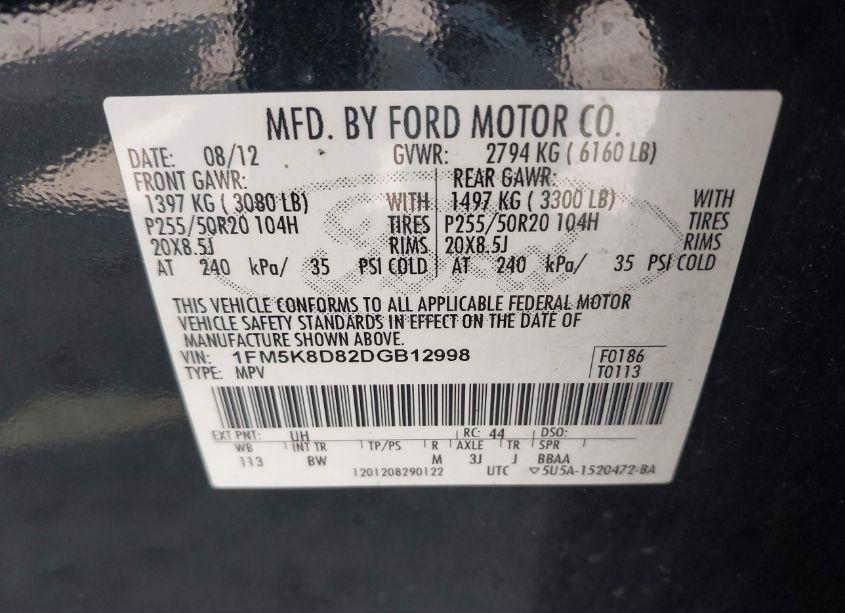 MFD. BY FORD MOTOR CO.
DATE: 08/12 GVWR: 2794 KG ( 6160 LB)
FRONT GAWR: REAR GAWR:
1397 KG ( 3080 LB) WITH 1497 KG ( 3300 LB) WITH
P255/50R20 104H TIRES P255/50R20 104H TIRES
20X8.5J RIMS 20X8.5J RIMS
AT 240 kPa/ 35 PSI COLD AT 240 kPa/ 35 PSI COLD
THIS VEHICLE CONFORMS TO ALL APPLICABLE FEDERAL MOTOR
VEHICLE SAFETY STANDARDS IN EFFECT ON THE DATE OF
MANUFACTURE SHOWN ABOVE.
VIN: 1FM5K8D82DGB12998 F0186
TYPE: MPV T0113
EXT PNT: UH RC: 44 DSO:
WB INT TR TP/PS R AXLE TR SPR
113 BW M 3J J BBAA
1201208290122 UTC ▽5U5A-1520472-BA